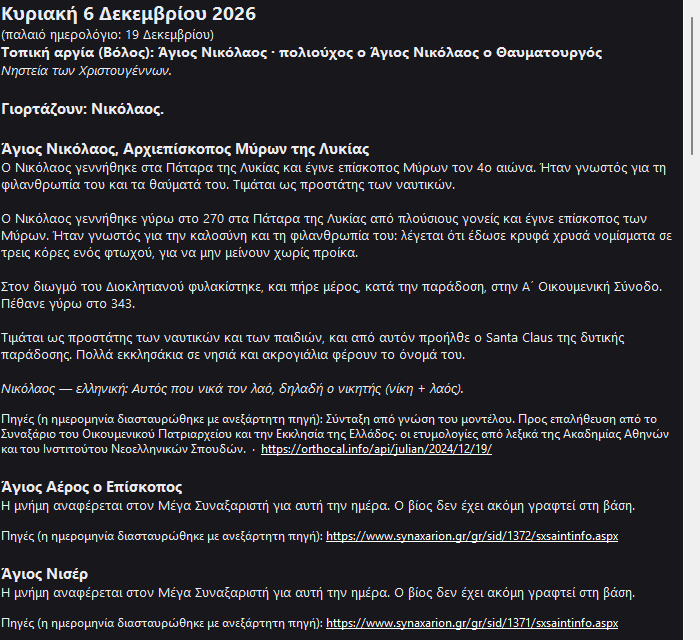 Κυριακή 6 Δεκεμβρίου 2026
(παλαιό ημερολόγιο: 19 Δεκεμβρίου)
Τοπική αργία (Βόλος): Άγιος Νικόλαος · πολιούχος ο Άγιος Νικόλαος ο Θαυματουργός
Νηστεία των Χριστουγέννων.
Γιορτάζουν: Νικόλαος.
Άγιος Νικόλαος, Αρχιεπίσκοπος Μύρων της Λυκίας
Ο Νικόλαος γεννήθηκε στα Πάταρα της Λυκίας και έγινε επίσκοπος Μύρων τον 4ο αιώνα. Ήταν γνωστός για τη
φιλανθρωπία του και τα θαύματά του. Τιμάται ως προστάτης των ναυτικών.
Ο Νικόλαος γεννήθηκε γύρω στο 270 στα Πάταρα της Λυκίας από πλούσιους γονείς και έγινε επίσκοπος των
Μύρων. Ήταν γνωστός για την καλοσύνη και τη φιλανθρωπία του: λέγεται ότι έδωσε κρυφά χρυσά νομίσματα σε
τρεις κόρες ενός φτωχού, για να μην μείνουν χωρίς προίκα.
Στον διωγμό του Διοκλητιανού φυλακίστηκε, και πήρε μέρος, κατά την παράδοση, στην Α΄ Οικουμενική Σύνοδο.
Πέθανε γύρω στο 343.
Τιμάται ως προστάτης των ναυτικών και των παιδιών, και από αυτόν προήλθε ο Santa Claus της δυτικής
παράδοσης. Πολλά εκκλησάκια σε νησιά και ακρογιάλια φέρουν το όνομά του.
Νικόλαος — ελληνική: Αυτός που νικά τον λαό, δηλαδή ο νικητής (νίκη + λαός).
Πηγές (η ημερομηνία διασταυρώθηκε με ανεξάρτητη πηγή): Σύνταξη από γνώση του μοντέλου. Προς επαλήθευση από το
Συναξάριο του Οικουμενικού Πατριαρχείου και την Εκκλησία της Ελλάδος· οι ετυμολογίες από λεξικά της Ακαδημίας Αθηνών
και του Ινστιτούτου Νεοελληνικών Σπουδών. · https://orthocal.info/api/julian/2024/12/19/
Άγιος Αέρος ο Επίσκοπος
Η μνήμη αναφέρεται στον Μέγα Συναξαριστή για αυτή την ημέρα. Ο βίος δεν έχει ακόμη γραφτεί στη βάση.
Πηγές (η ημερομηνία διασταυρώθηκε με ανεξάρτητη πηγή): https://www.synaxarion.gr/gr/sid/1372/sxsaintinfo.aspx
Άγιος Νισέρ
Η μνήμη αναφέρεται στον Μέγα Συναξαριστή για αυτή την ημέρα. Ο βίος δεν έχει ακόμη γραφτεί στη βάση.
Πηγές (η ημερομηνία διασταυρώθηκε με ανεξάρτητη πηγή): https://www.synaxarion.gr/gr/sid/1371/sxsaintinfo.aspx